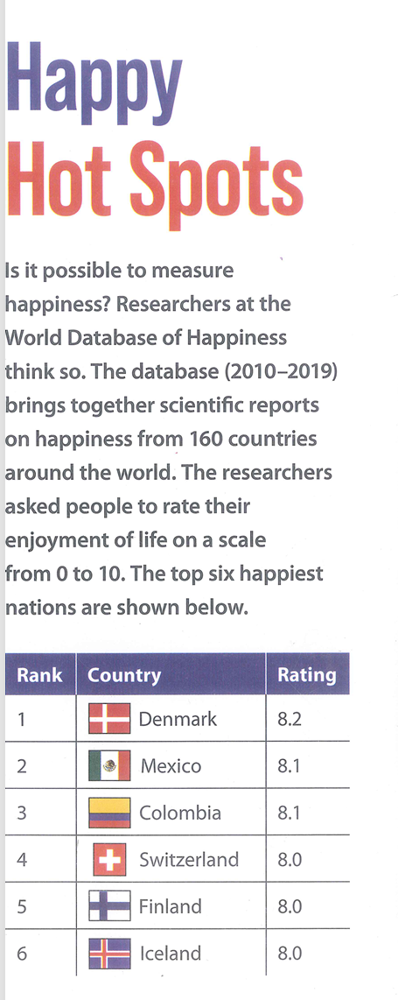 Happy
Hot Spots
Is it possible to measure
happiness? Researchers at the
World Database of Happiness
think so. The database (2010–2019)
brings together scientific reports
on happiness from 160 countries
around the world. The researchers
asked people to rate their
enjoyment of life on a scale
from 0 to 10. The top six happiest
nations are shown below.
Rank Country Rating
1 Denmark 8.2
2 Mexico 8.1
3 Colombia 8.1
4 Switzerland 8.0
5 Finland 8.0
6 Iceland 8.0